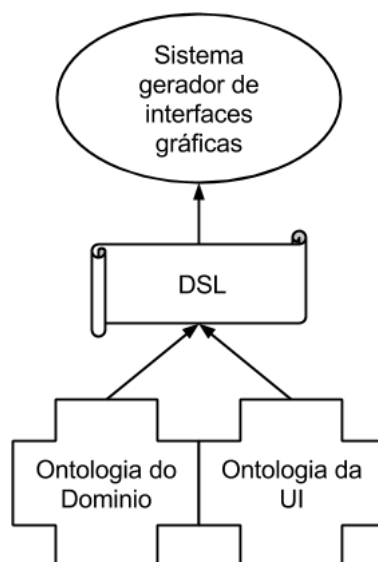 Sistema
gerador de
interfaces
gráficas
DSL
Ontologia do
Dominio
Ontologia da
UI